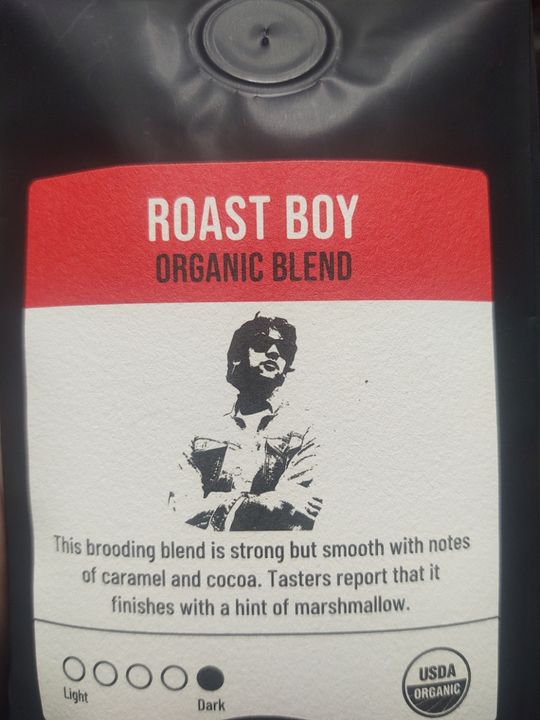 ROAST BOY
ORGANIC BLEND
This brooding blend is strong but smooth with notes
of caramel and cocoa. Tasters report that it
finishes with a hint of marshmallow.
Light
Dark
USDA
ORGANIC